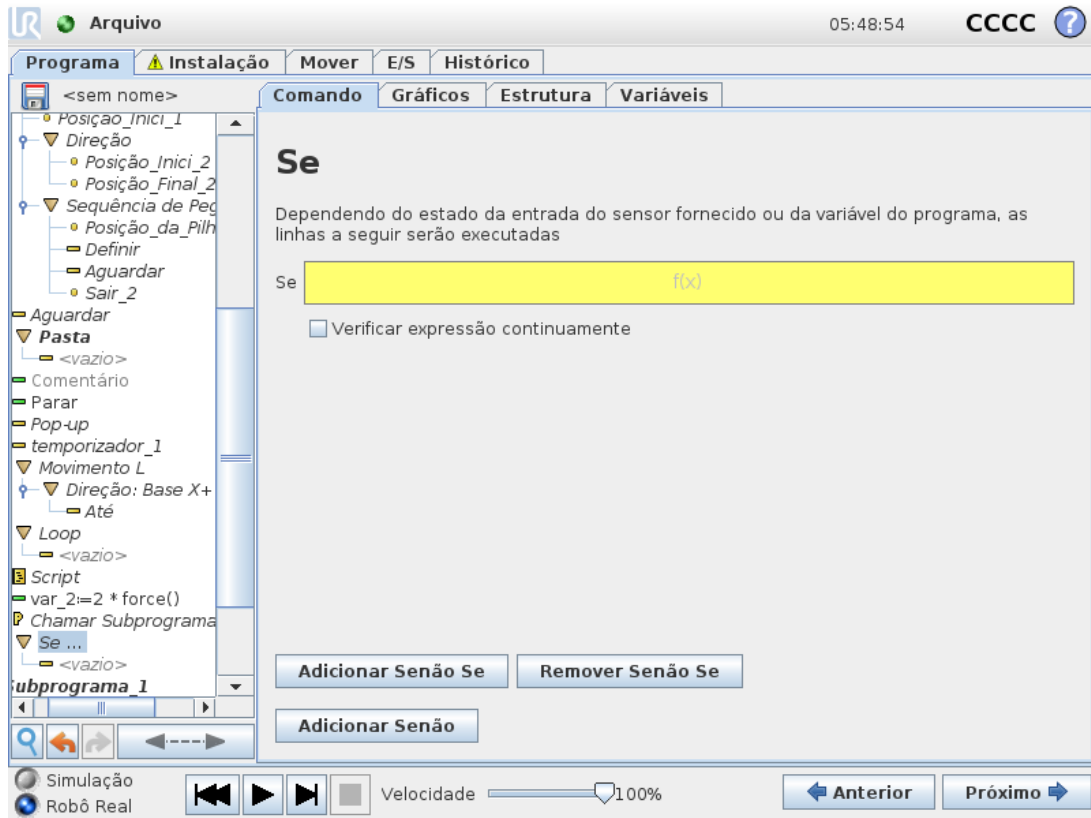 UR Arquivo 05:48:54 CCCC ?
Programa Instalação Mover E/S Histórico
<sem nome>
Comando Gráficos Estrutura Variáveis
Posição_Inici_1
Direção
Posição_Inici_2
Posição_Final_2
Sequência de Peg
Posição_da_Pilh
Definir
Aguardar
Sair_2
Aguardar
Pasta
<vazio>
Comentário
Parar
Pop-up
temporizador_1
Movimento L
Direção: Base X+
Até
Loop
<vazio>
Script
var_2:=2 * force()
Chamar Subprograma
Se ...
<vazio>
Subprograma_1
Se
Dependendo do estado da entrada do sensor fornecido ou da variável do programa, as
linhas a seguir serão executadas
Se f(x)
Verificar expressão continuamente
Adicionar Senão Se Remover Senão Se
Adicionar Senão
Simulação
Robô Real
Velocidade 100%
Anterior Próximo